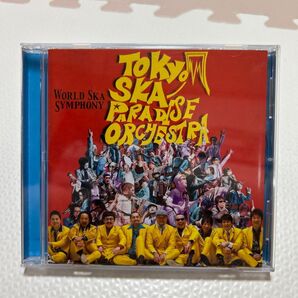 TOKYO
SKA
PARADISE
ORCHESTRA
WORLD SKA
SYMPHONY